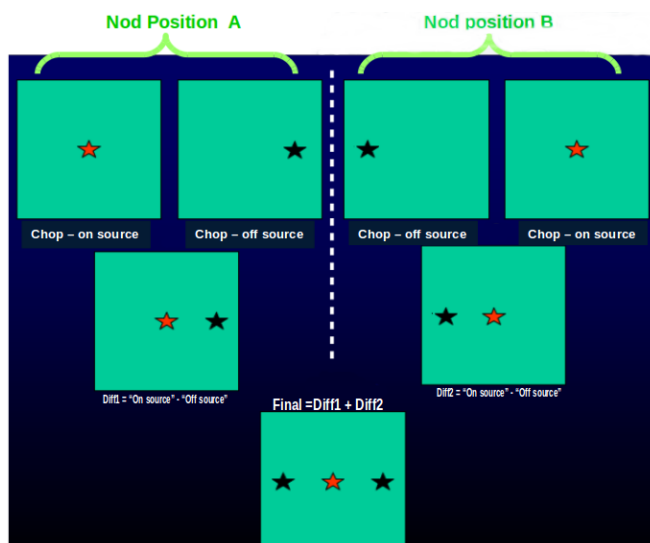 Nod Position A
Nod position B
Chop – on source
Chop – off source
Chop – off source
Chop – on source
Diff1 = “On source” - “Off source”
Diff2 = “On source” - “Off source”
Final =Diff1 + Diff2